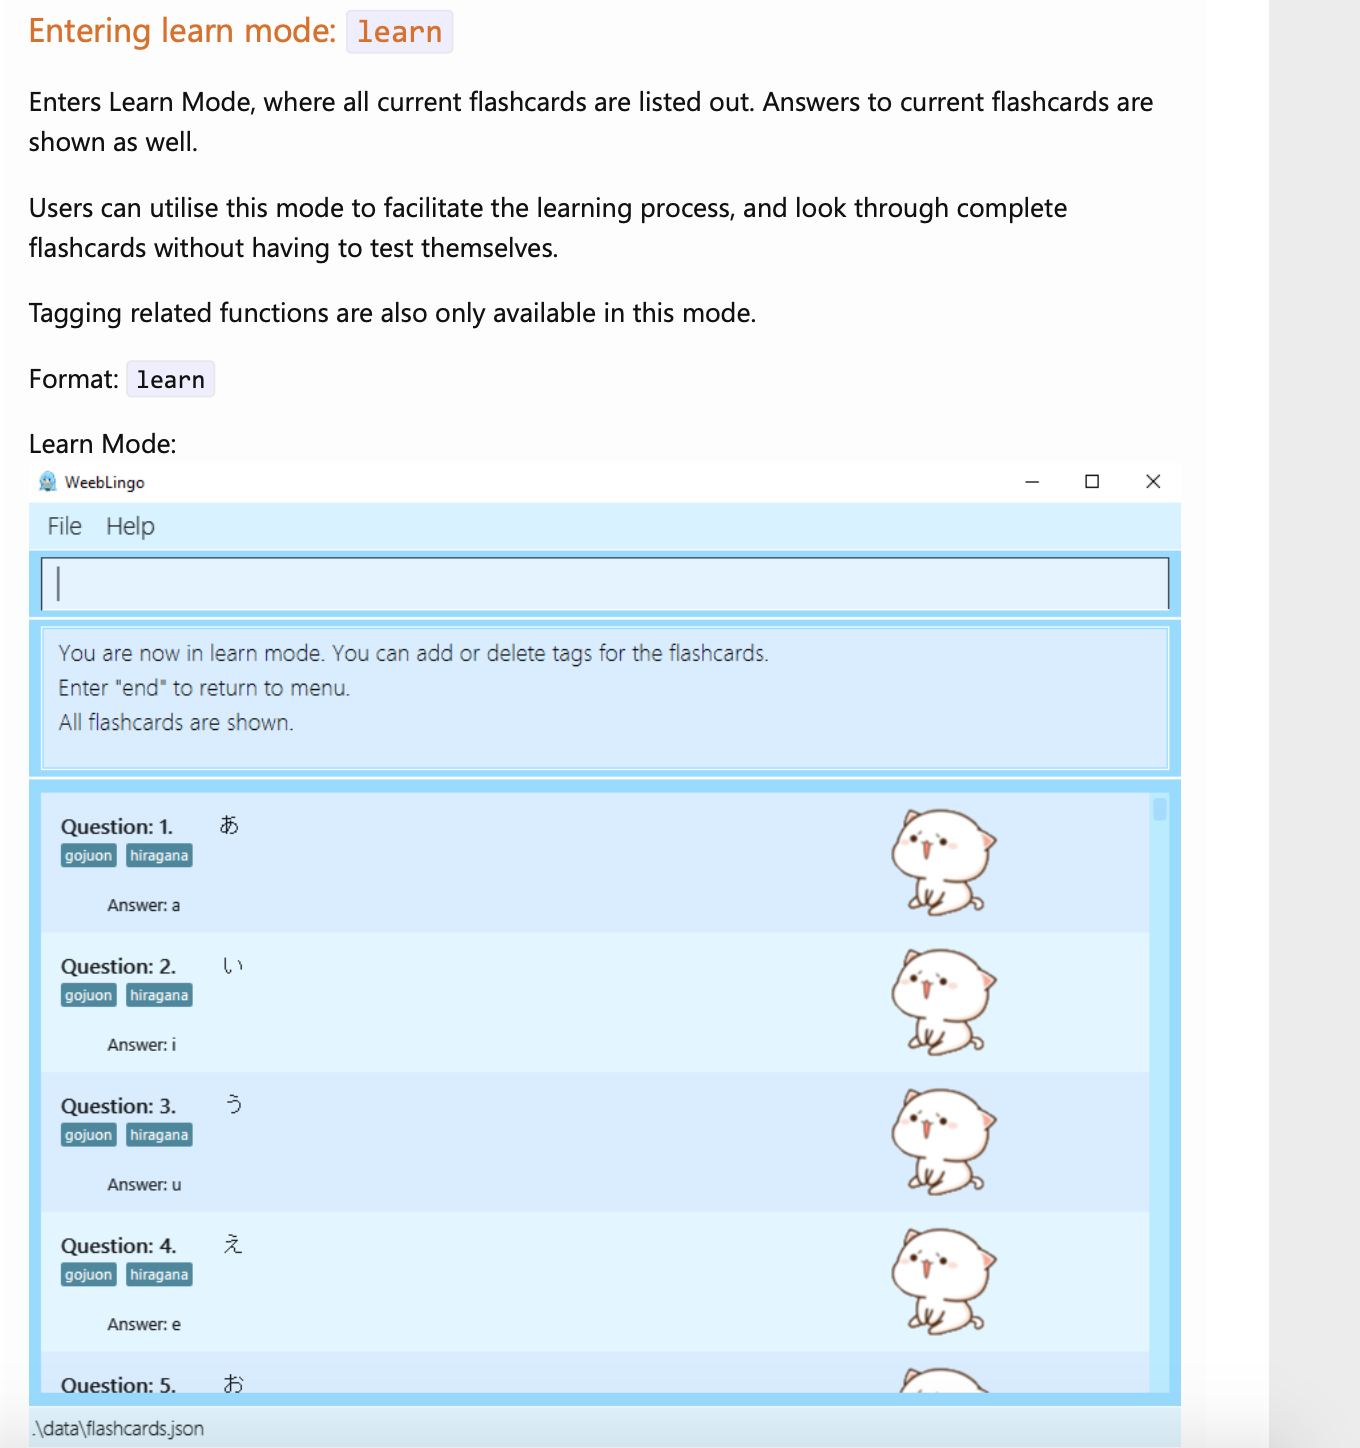 Entering learn mode: learn
Enters Learn Mode, where all current flashcards are listed out. Answers to current flashcards are
shown as well.
Users can utilise this mode to facilitate the learning process, and look through complete
flashcards without having to test themselves.
Tagging related functions are also only available in this mode.
Format: learn
Learn Mode:
WeebLingo
File Help
You are now in learn mode. You can add or delete tags for the flashcards.
Enter "end" to return to menu.
All flashcards are shown.
Question: 1. あ
gojuon hiragana
Answer: a
Question: 2. い
gojuon hiragana
Answer: i
Question: 3. う
gojuon hiragana
Answer: u
Question: 4. え
gojuon hiragana
Answer: e
Question: 5. お
.\data\flashcards.json